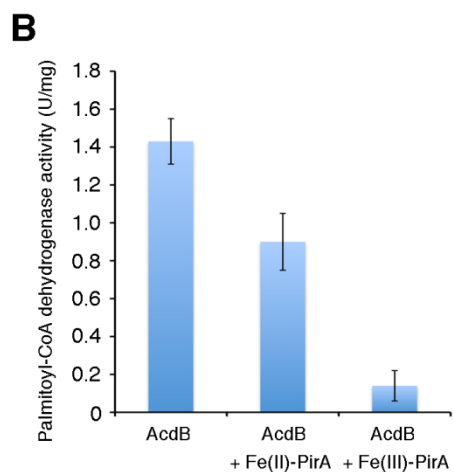 B
Palmitoyl-CoA dehydrogenase activity (U/mg)
1.8
1.6
1.4
1.2
1.0
0.8
0.6
0.4
0.2
0
AcdB
AcdB
+ Fe(II)-PirA
AcdB
+ Fe(III)-PirA